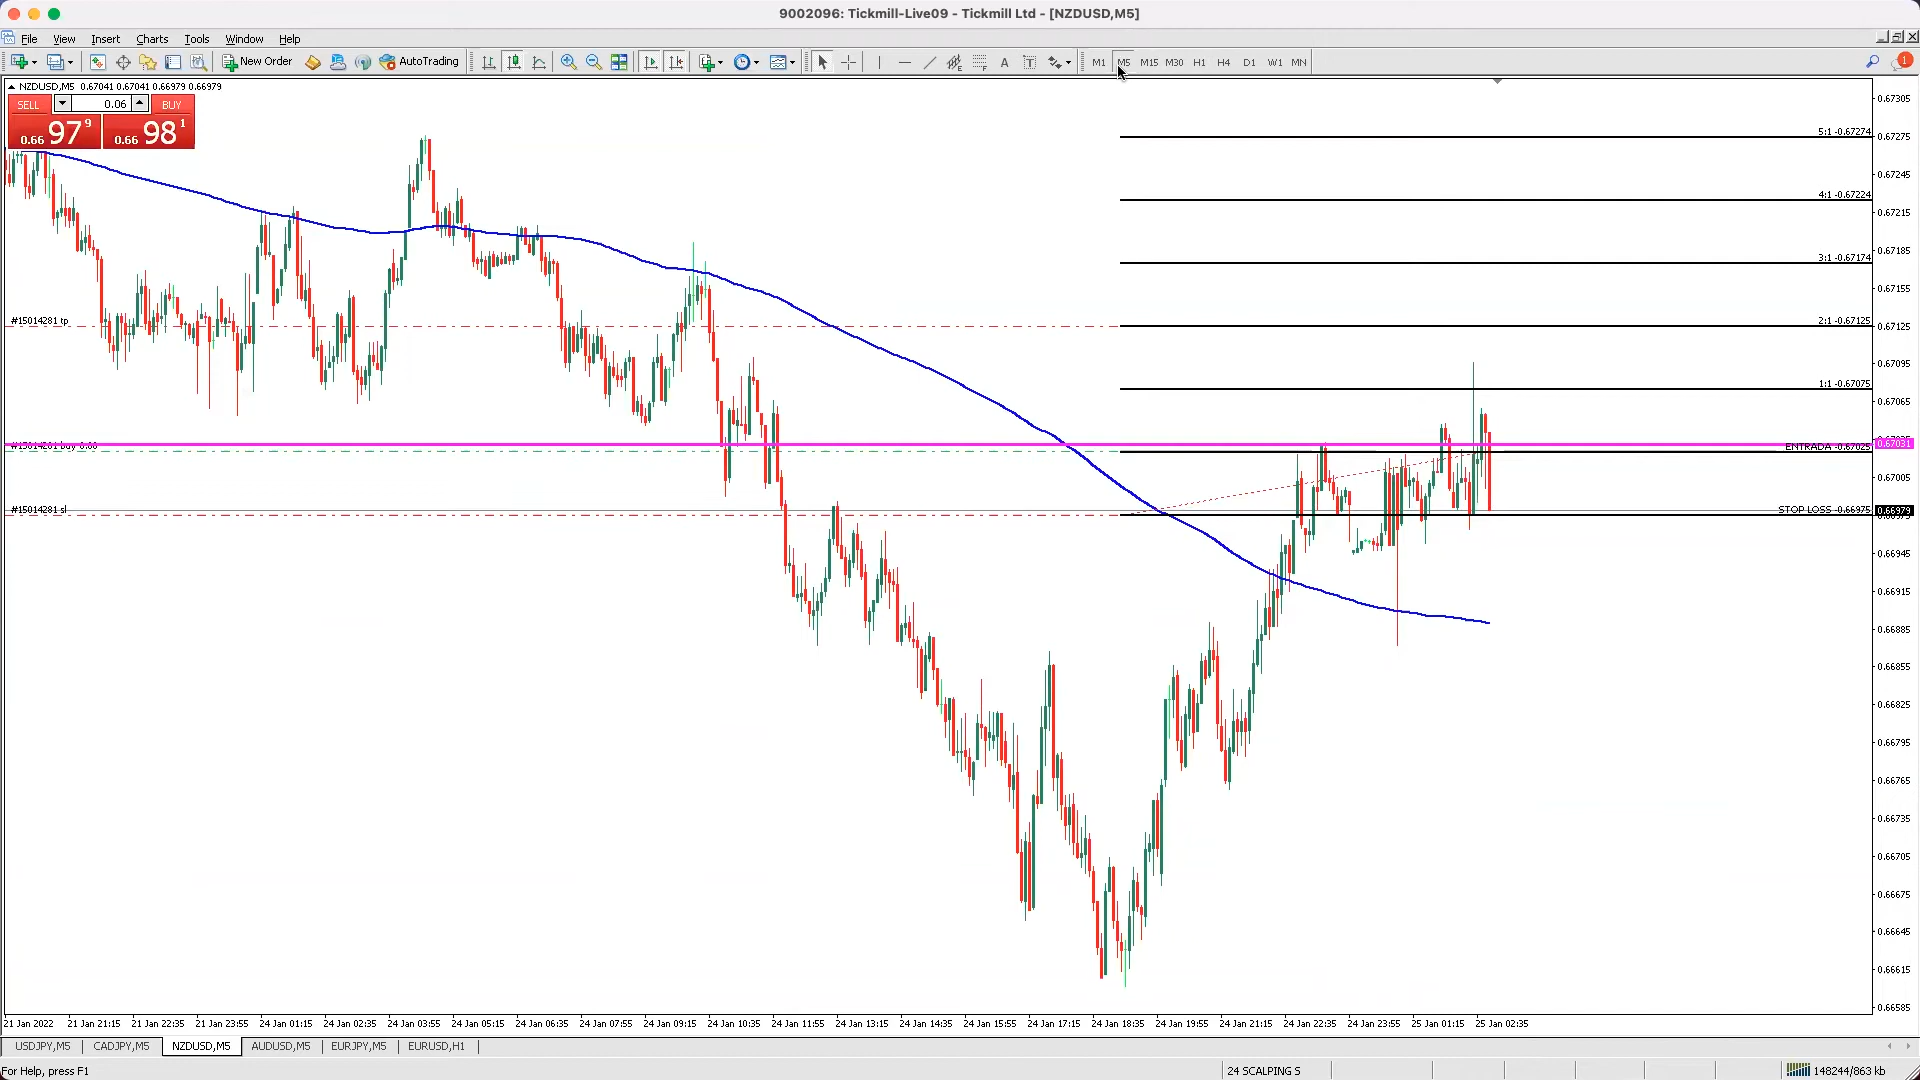 9002096: Tickmill-Live09 - Tickmill Ltd - [NZDUSD,M5]
File View Insert Charts Tools Window Help
New Order AutoTrading A T M1 M5 M15 M30 H1 H4 D1 W1 MN 1
NZDUSD,M5 0.67041 0.67041 0.66979 0.66979
SELL 0.06 BUY
0.66 97 9 0.66 98 1
0.67305
5:1 -0.67274
0.67275
0.67245
4:1 -0.67224
0.67215
0.67185
3:1 -0.67174
0.67155
#15014281 tp
2:1 -0.67125
0.67125
0.67095
1:1 -0.67075
0.67065
#15014281 buy 0.06
ENTRADA -0.67025
0.67031
0.67005
#15014281 sl
STOP LOSS -0.66975
0.66979
0.66945
0.66915
0.66885
0.66855
0.66825
0.66795
0.66765
0.66735
0.66705
0.66675
0.66645
0.66615
0.66585
21 Jan 2022 21 Jan 21:15 21 Jan 22:35 21 Jan 23:55 24 Jan 01:15 24 Jan 02:35 24 Jan 03:55 24 Jan 05:15 24 Jan 06:35 24 Jan 07:55 24 Jan 09:15 24 Jan 10:35 24 Jan 11:55 24 Jan 13:15 24 Jan 14:35 24 Jan 15:55 24 Jan 17:15 24 Jan 18:35 24 Jan 19:55 24 Jan 21:15 24 Jan 22:35 24 Jan 23:55 25 Jan 01:15 25 Jan 02:35
USDJPY,M5 CADJPY,M5 NZDUSD,M5 AUDUSD,M5 EURJPY,M5 EURUSD,H1
For Help, press F1 24 SCALPING 5 148244/863 kb